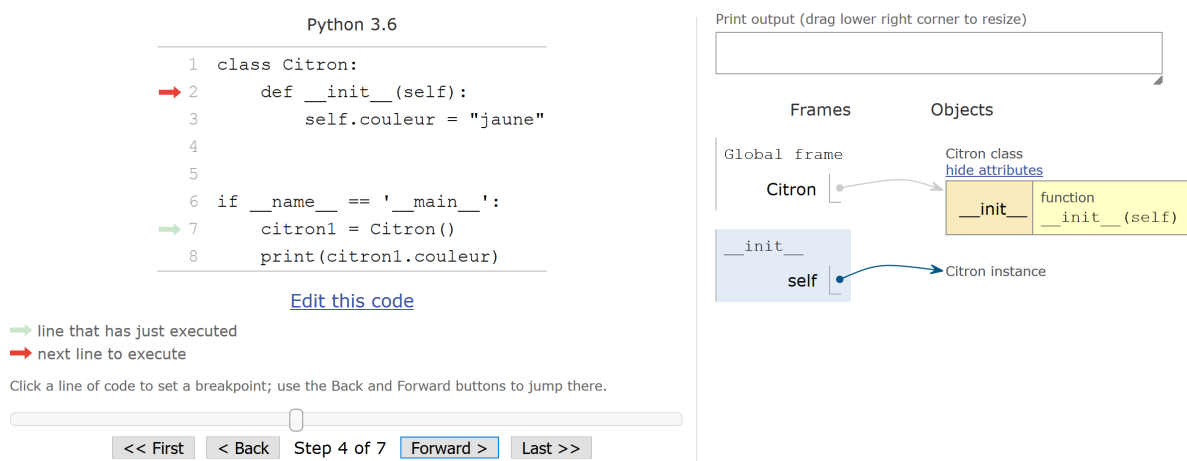 Python 3.6
1 class Citron:
2     def __init__(self):
3         self.couleur = "jaune"
4
5
6 if __name__ == '__main__':
7     citron1 = Citron()
8     print(citron1.couleur)
Edit this code
line that has just executed
next line to execute
Click a line of code to set a breakpoint; use the Back and Forward buttons to jump there.
<< First < Back Step 4 of 7 Forward > Last >>
Print output (drag lower right corner to resize)
Frames Objects
Global frame
Citron
Citron class
hide attributes
__init__
function
__init__(self)
__init__
self
Citron instance